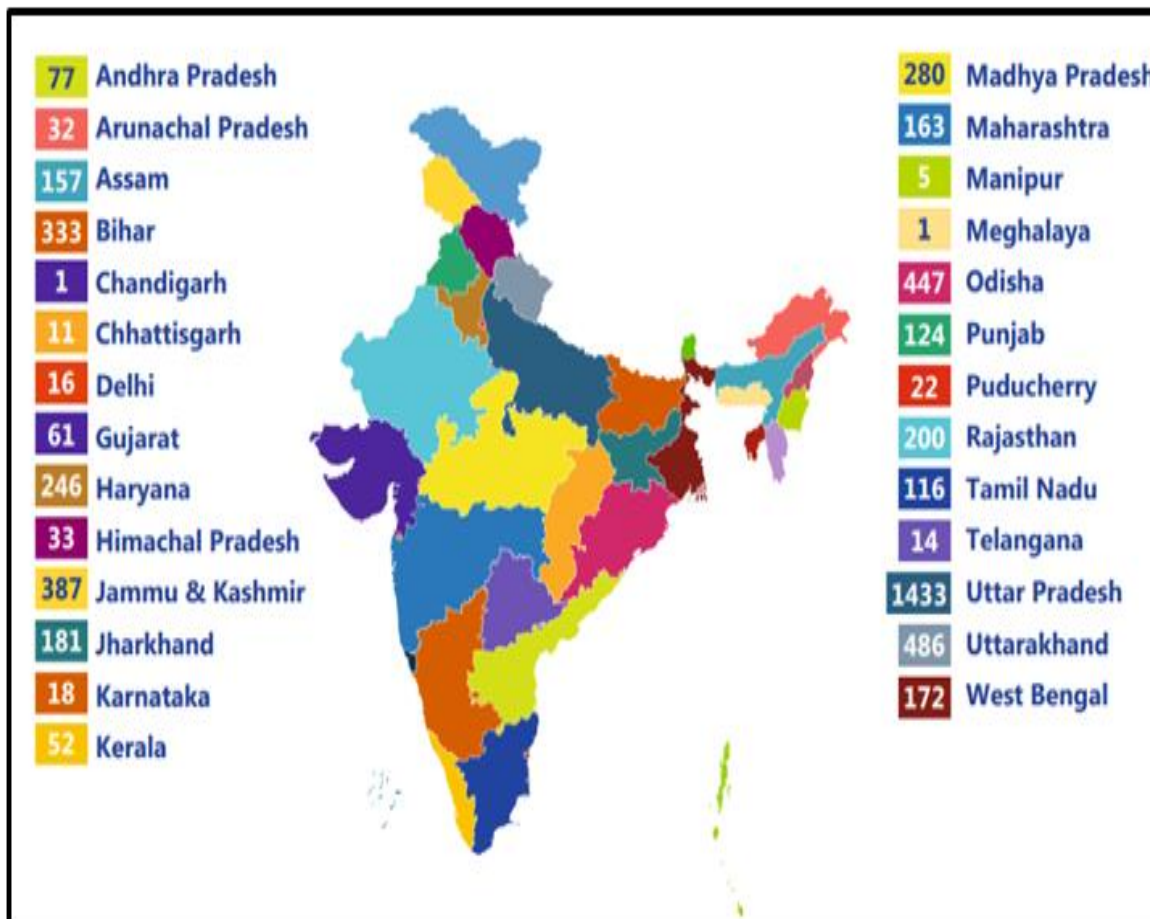 77 Andhra Pradesh
32 Arunachal Pradesh
157 Assam
333 Bihar
1 Chandigarh
11 Chhattisgarh
16 Delhi
61 Gujarat
246 Haryana
33 Himachal Pradesh
387 Jammu & Kashmir
181 Jharkhand
18 Karnataka
52 Kerala
280 Madhya Pradesh
163 Maharashtra
5 Manipur
1 Meghalaya
447 Odisha
124 Punjab
22 Puducherry
200 Rajasthan
116 Tamil Nadu
14 Telangana
1433 Uttar Pradesh
486 Uttarakhand
172 West Bengal